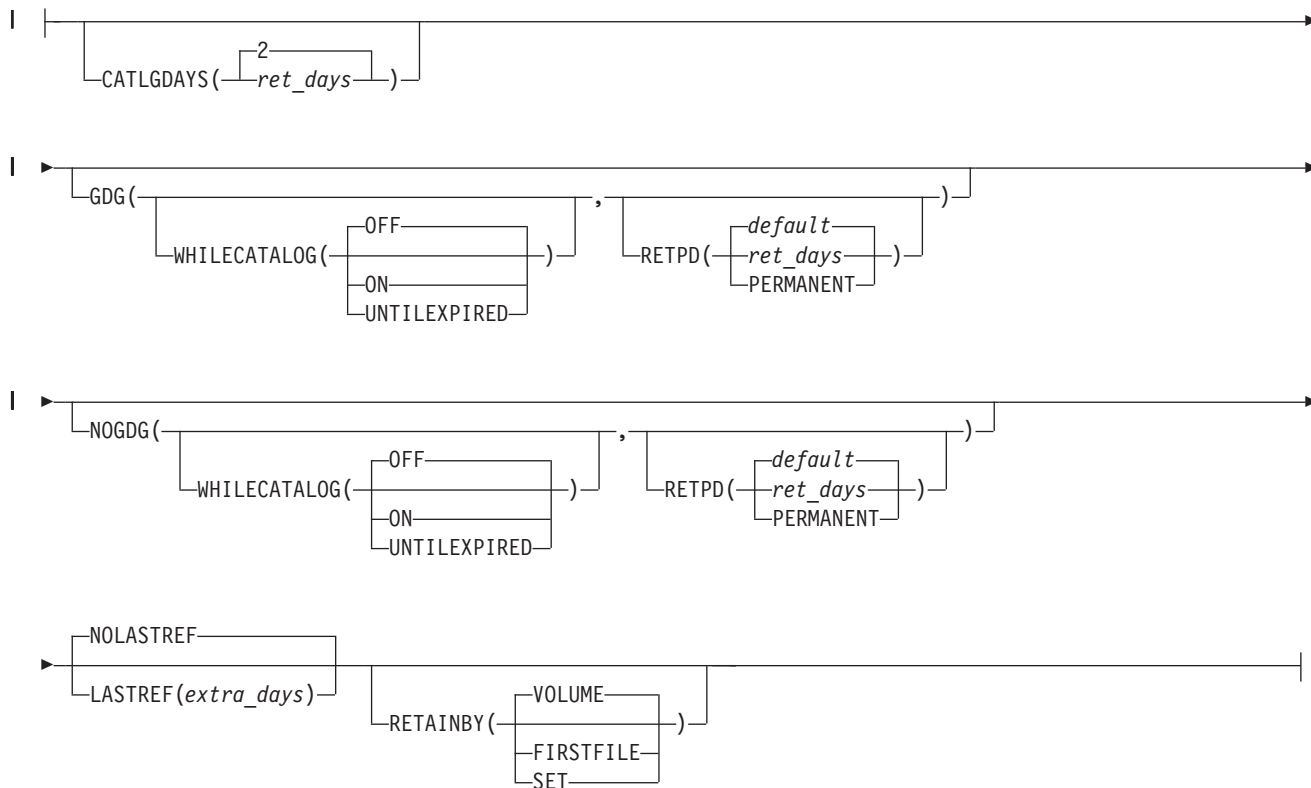 2
CATLGDAYS( ret_days )
GDG( , )
OFF default
WHILECATALOG( ) RETPD( ret_days )
ON PERMANENT
UNTILEXPIRED
NOGDG( , )
OFF default
WHILECATALOG( ) RETPD( ret_days )
ON PERMANENT
UNTILEXPIRED
NOLASTREF
LASTREF(extra_days) VOLUME
RETAINBY( )
FIRSTFILE
SET